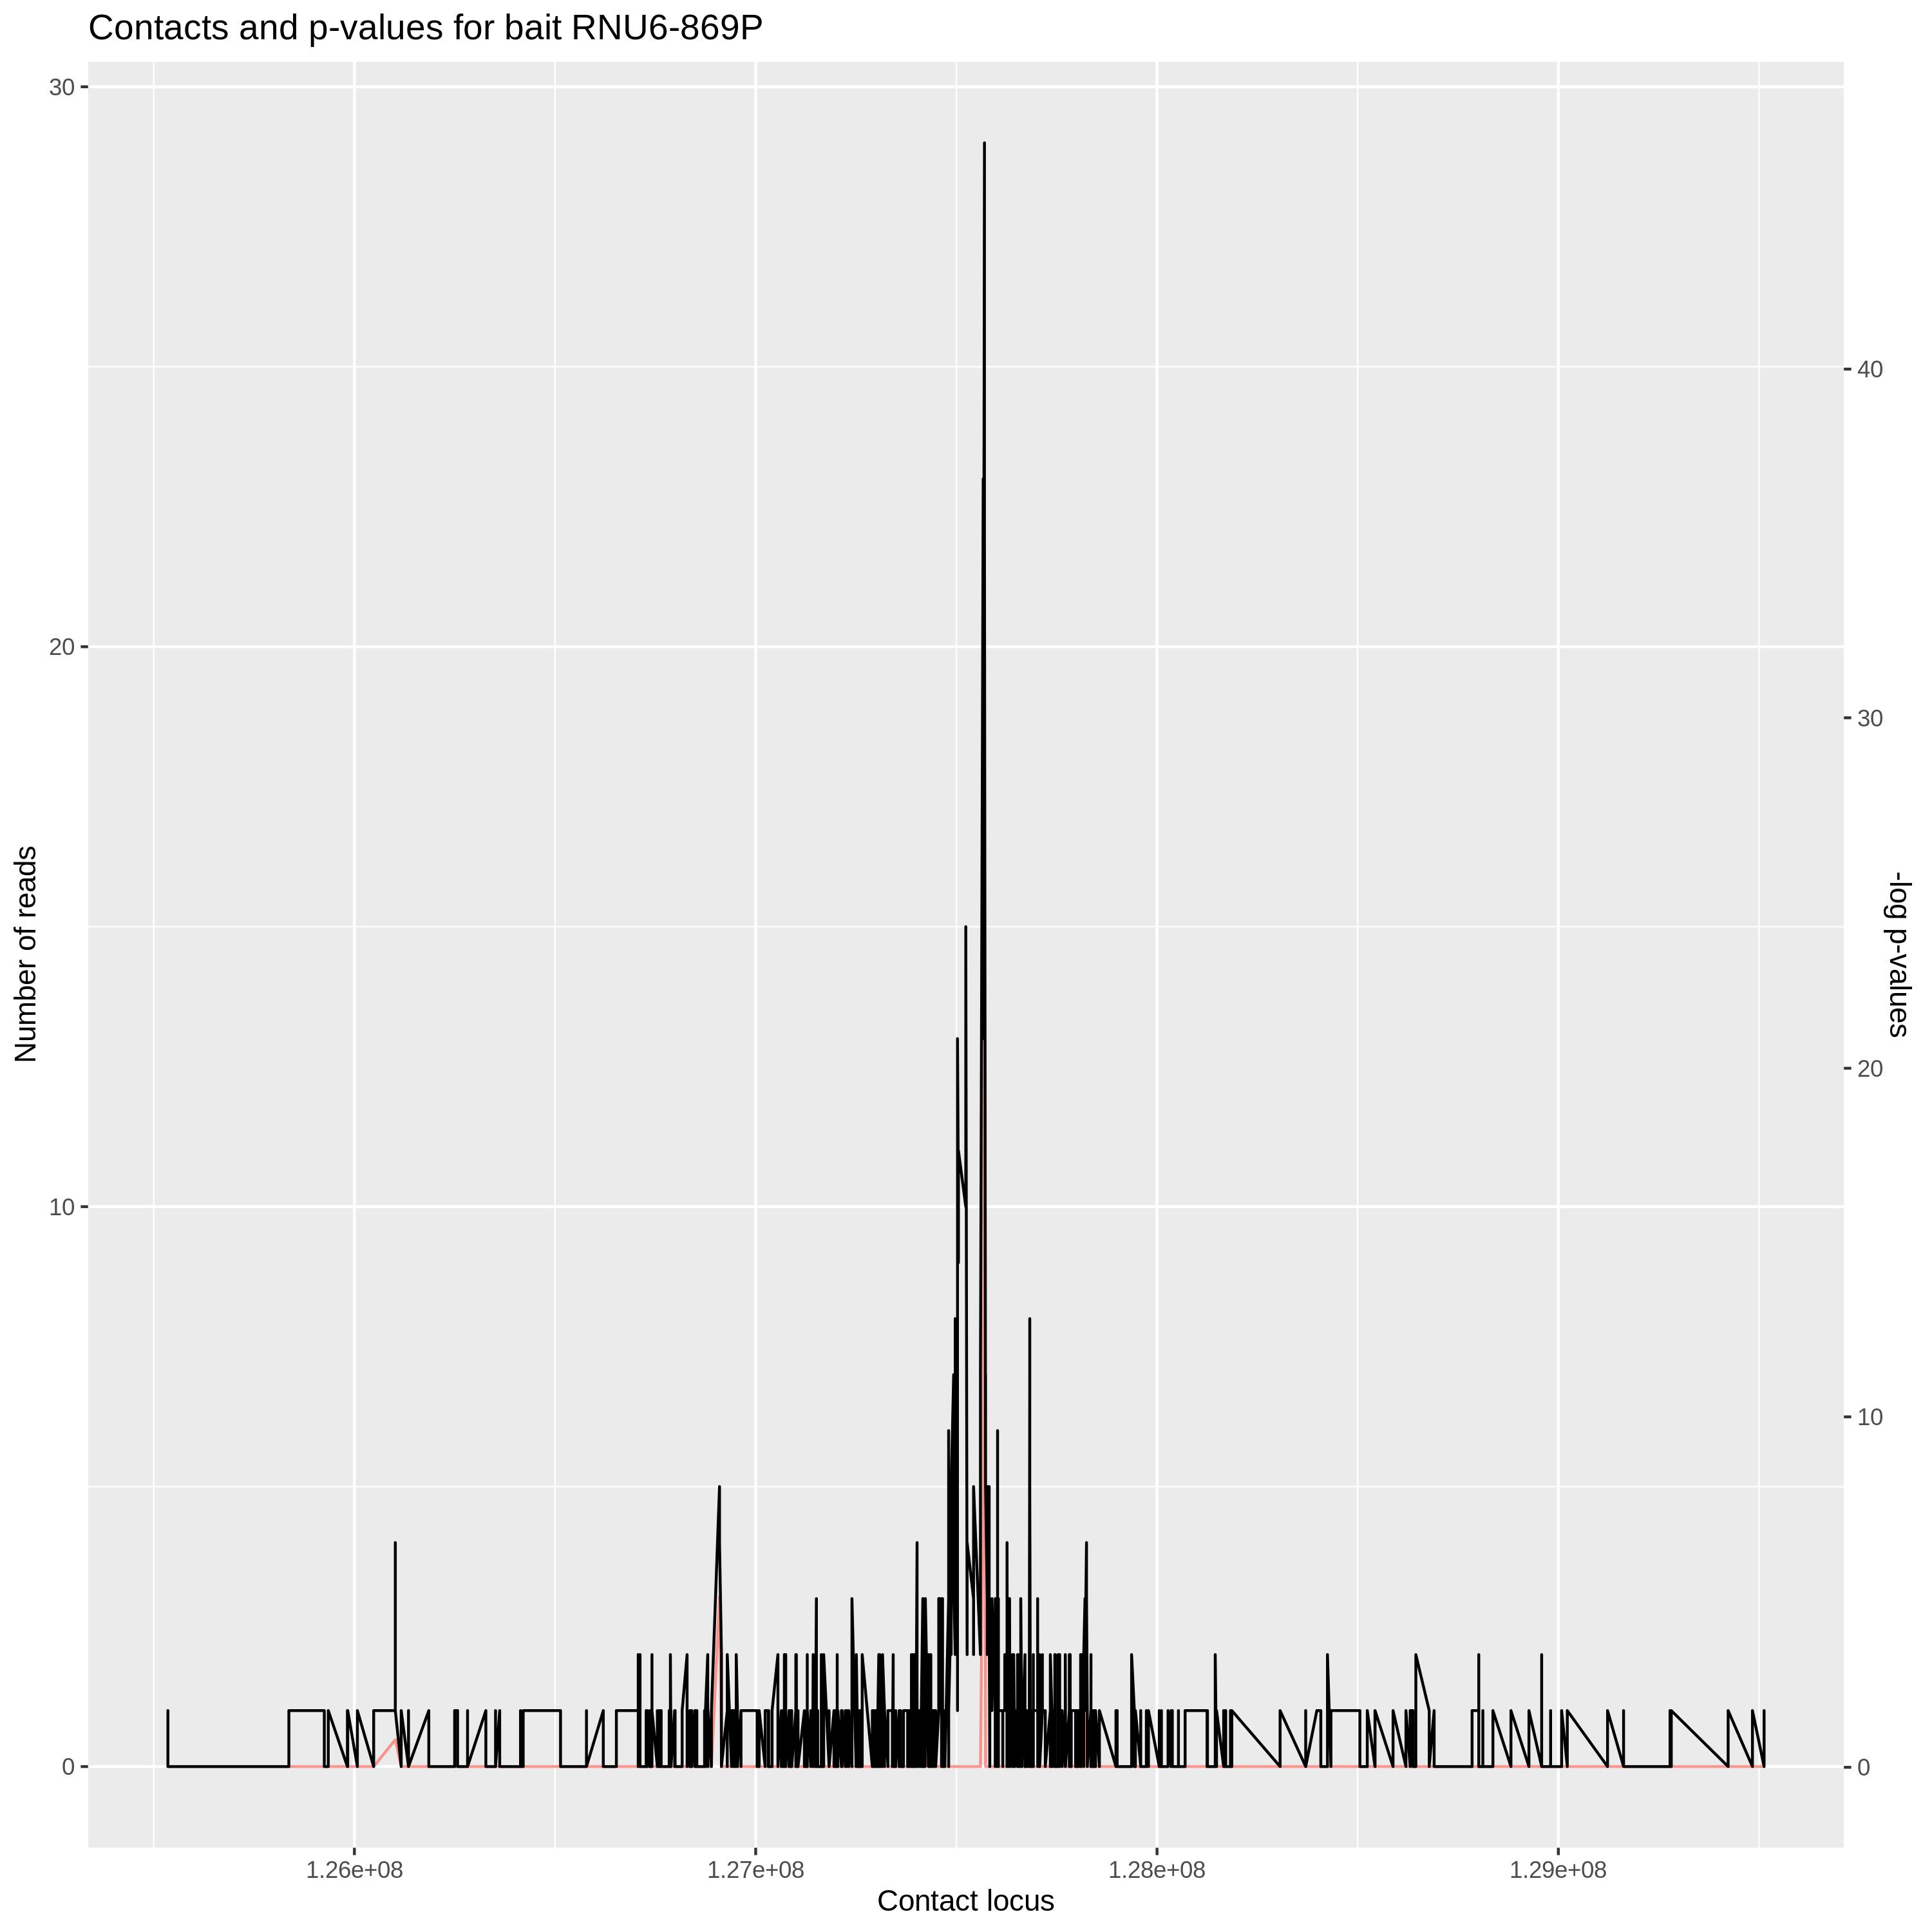 Contacts and p-values for bait RNU6-869P
30
20
10
0
Number of reads
40
30
20
10
0
-log p-values
1.26e+08
1.27e+08
1.28e+08
1.29e+08
Contact locus